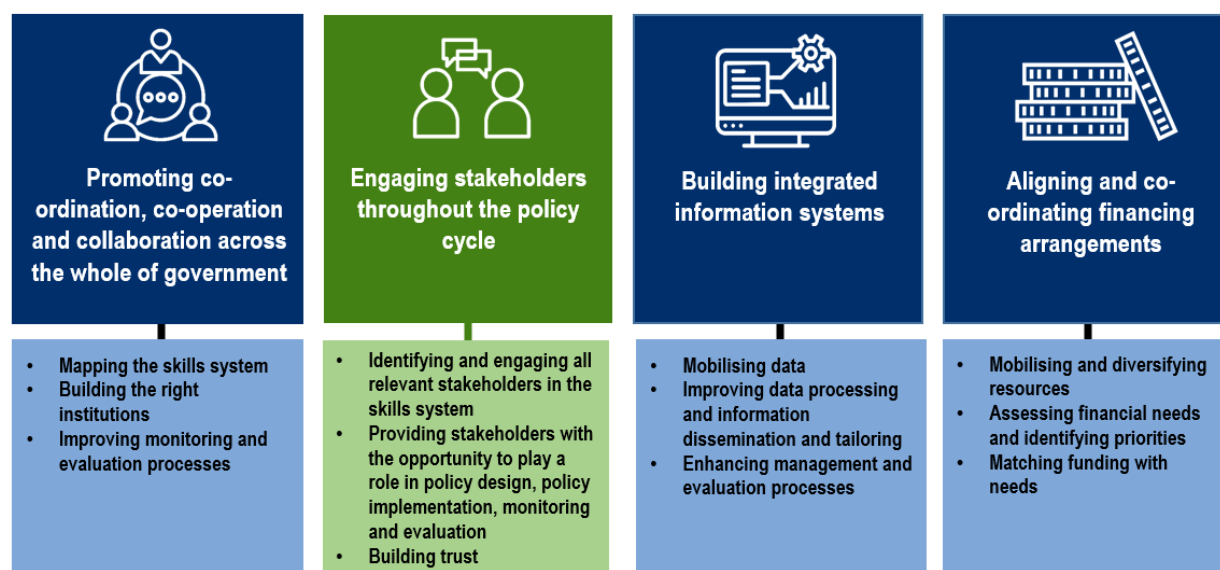 Promoting co-
ordination, co-operation
and collaboration across
the whole of government
• Mapping the skills system
• Building the right
institutions
• Improving monitoring and
evaluation processes
Engaging stakeholders
throughout the policy
cycle
• Identifying and engaging all
relevant stakeholders in the
skills system
• Providing stakeholders with
the opportunity to play a
role in policy design, policy
implementation, monitoring
and evaluation
• Building trust
Building integrated
information systems
• Mobilising data
• Improving data processing
and information
dissemination and tailoring
• Enhancing management and
evaluation processes
Aligning and co-
ordinating financing
arrangements
• Mobilising and diversifying
resources
• Assessing financial needs
and identifying priorities
• Matching funding with
needs